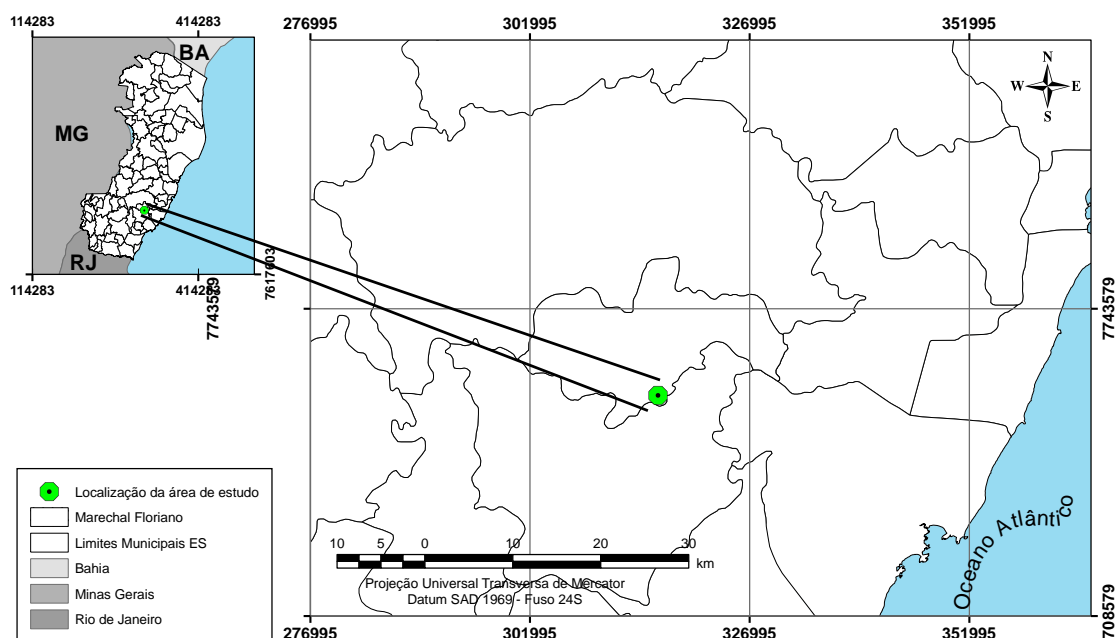 114283
414283
BA
MG
RJ
114283
414283
7617603
7743579
276995
301995
326995
351995
N
W
E
S
7743579
708579
Oceano Atlântico
10
5
0
10
20
30
km
Projeção Universal Transversa de Mercator
Datum SAD 1969 - Fuso 24S
276995
301995
326995
351995
Localização da área de estudo
Marechal Floriano
Limites Municipais ES
Bahia
Minas Gerais
Rio de Janeiro